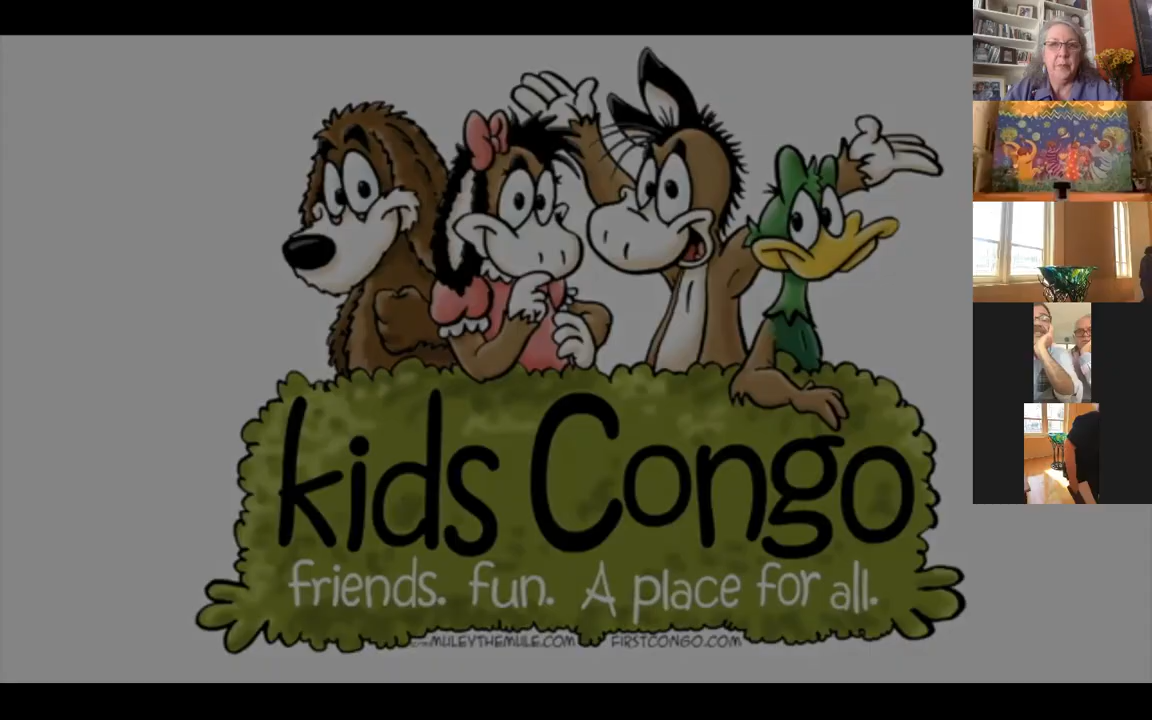 kids Congo
friends. fun. A place for all.
MULEYTHEMULE.COM FIRSTCONGO.COM